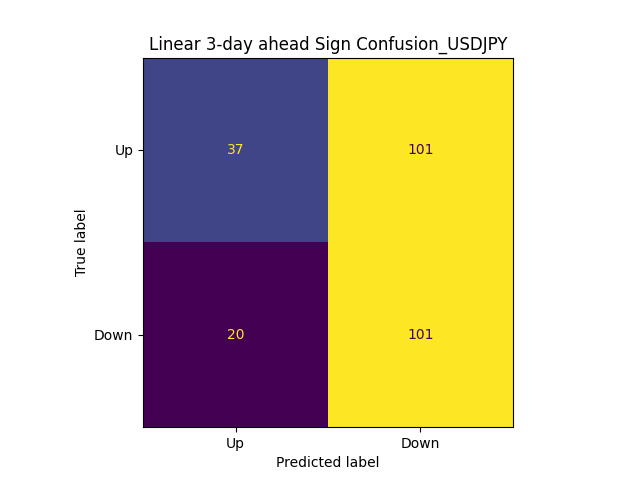 Linear 3-day ahead Sign Confusion_USDJPY
True label
Up
37
101
Down
20
101
Up
Down
Predicted label